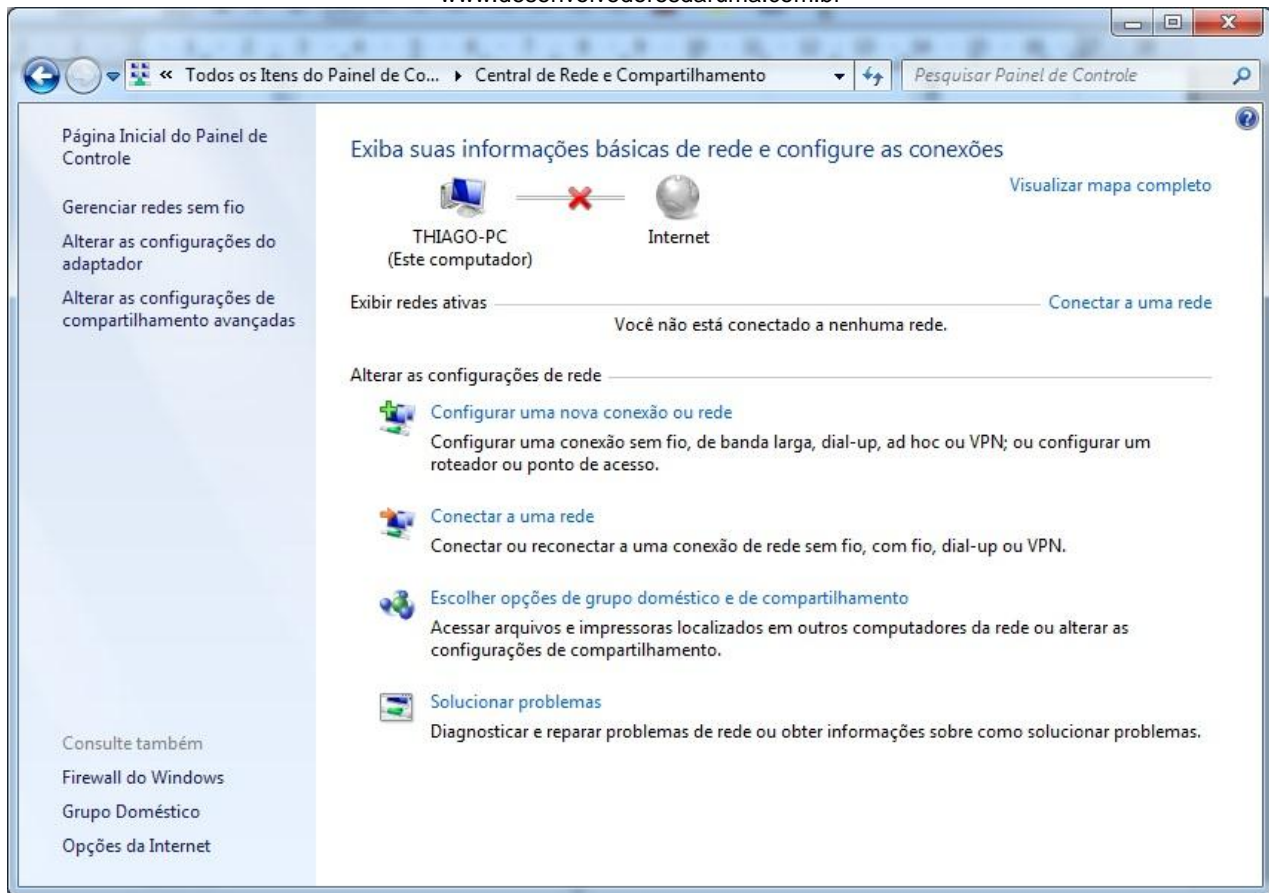 www.desenvolvedoresdaruma.com.br
Todos os Itens do Painel de Co... Central de Rede e Compartilhamento
Pesquisar Painel de Controle
Página Inicial do Painel de
Controle
Gerenciar redes sem fio
Alterar as configurações do
adaptador
Alterar as configurações de
compartilhamento avançadas
Consulte também
Firewall do Windows
Grupo Doméstico
Opções da Internet
Exiba suas informações básicas de rede e configure as conexões
Visualizar mapa completo
THIAGO-PC
(Este computador)
Internet
Exibir redes ativas
Conectar a uma rede
Você não está conectado a nenhuma rede.
Alterar as configurações de rede
Configurar uma nova conexão ou rede
Configurar uma conexão sem fio, de banda larga, dial-up, ad hoc ou VPN; ou configurar um
roteador ou ponto de acesso.
Conectar a uma rede
Conectar ou reconectar a uma conexão de rede sem fio, com fio, dial-up ou VPN.
Escolher opções de grupo doméstico e de compartilhamento
Acessar arquivos e impressoras localizados em outros computadores da rede ou alterar as
configurações de compartilhamento.
Solucionar problemas
Diagnosticar e reparar problemas de rede ou obter informações sobre como solucionar problemas.